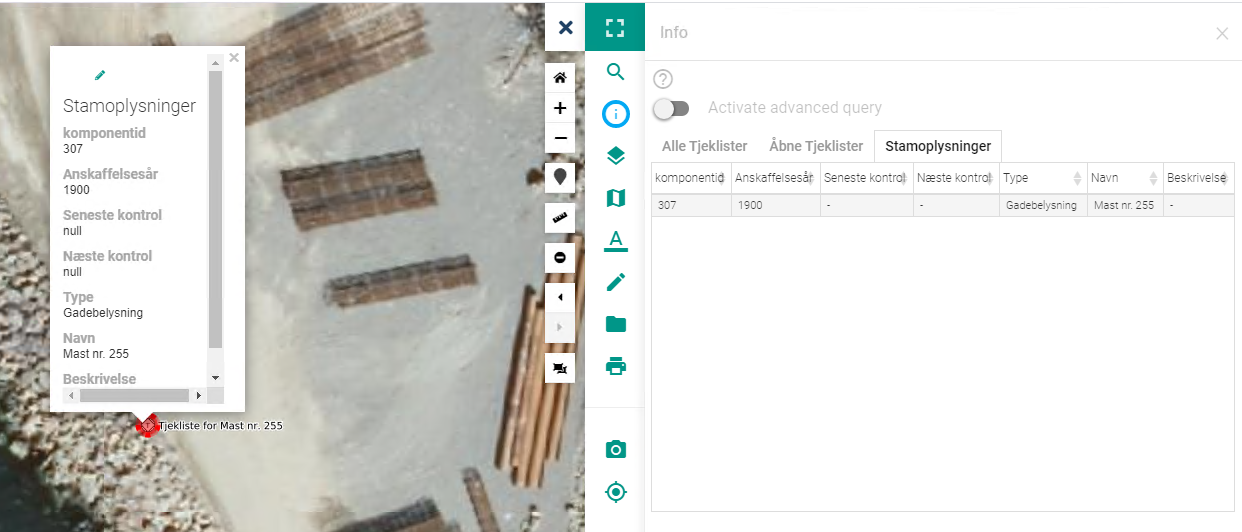 Stamoplysninger
komponentid
307
Anskaffelsesår
1900
Seneste kontrol
null
Næste kontrol
null
Type
Gadebelysning
Navn
Mast nr. 255
Beskrivelse
Tjekliste for Mast nr. 255
A
Info
Activate advanced query
Alle Tjeklister Åbne Tjeklister Stamoplysninger
komponentid Anskaffelsesår Seneste kontrol Næste kontrol Type Navn Beskrivelse
307 1900 - - Gadebelysning Mast nr. 255 -